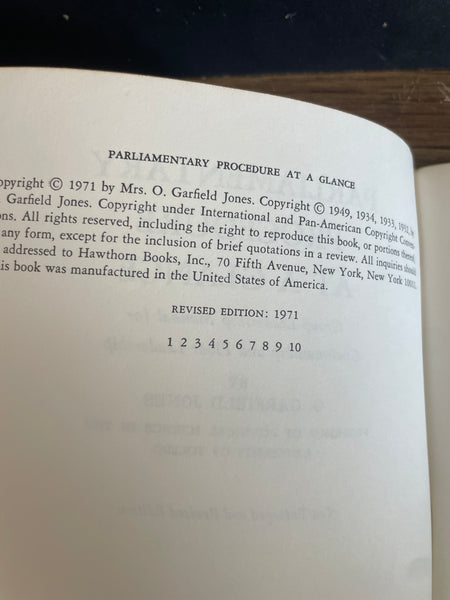 PARLIAMENTARY PROCEDURE AT A GLANCE
opyright © 1971 by Mrs. O. Garfield Jones. Copyright © 1949, 1934, 1933, 1931, by
. Garfield Jones. Copyright under International and Pan-American Copyright Conven-
ons. All rights reserved, including the right to reproduce this book, or portions thereof,
any form, except for the inclusion of brief quotations in a review. All inquiries should
addressed to Hawthorn Books, Inc., 70 Fifth Avenue, New York, New York 10011.
is book was manufactured in the United States of America.
REVISED EDITION: 1971
1 2 3 4 5 6 7 8 9 10